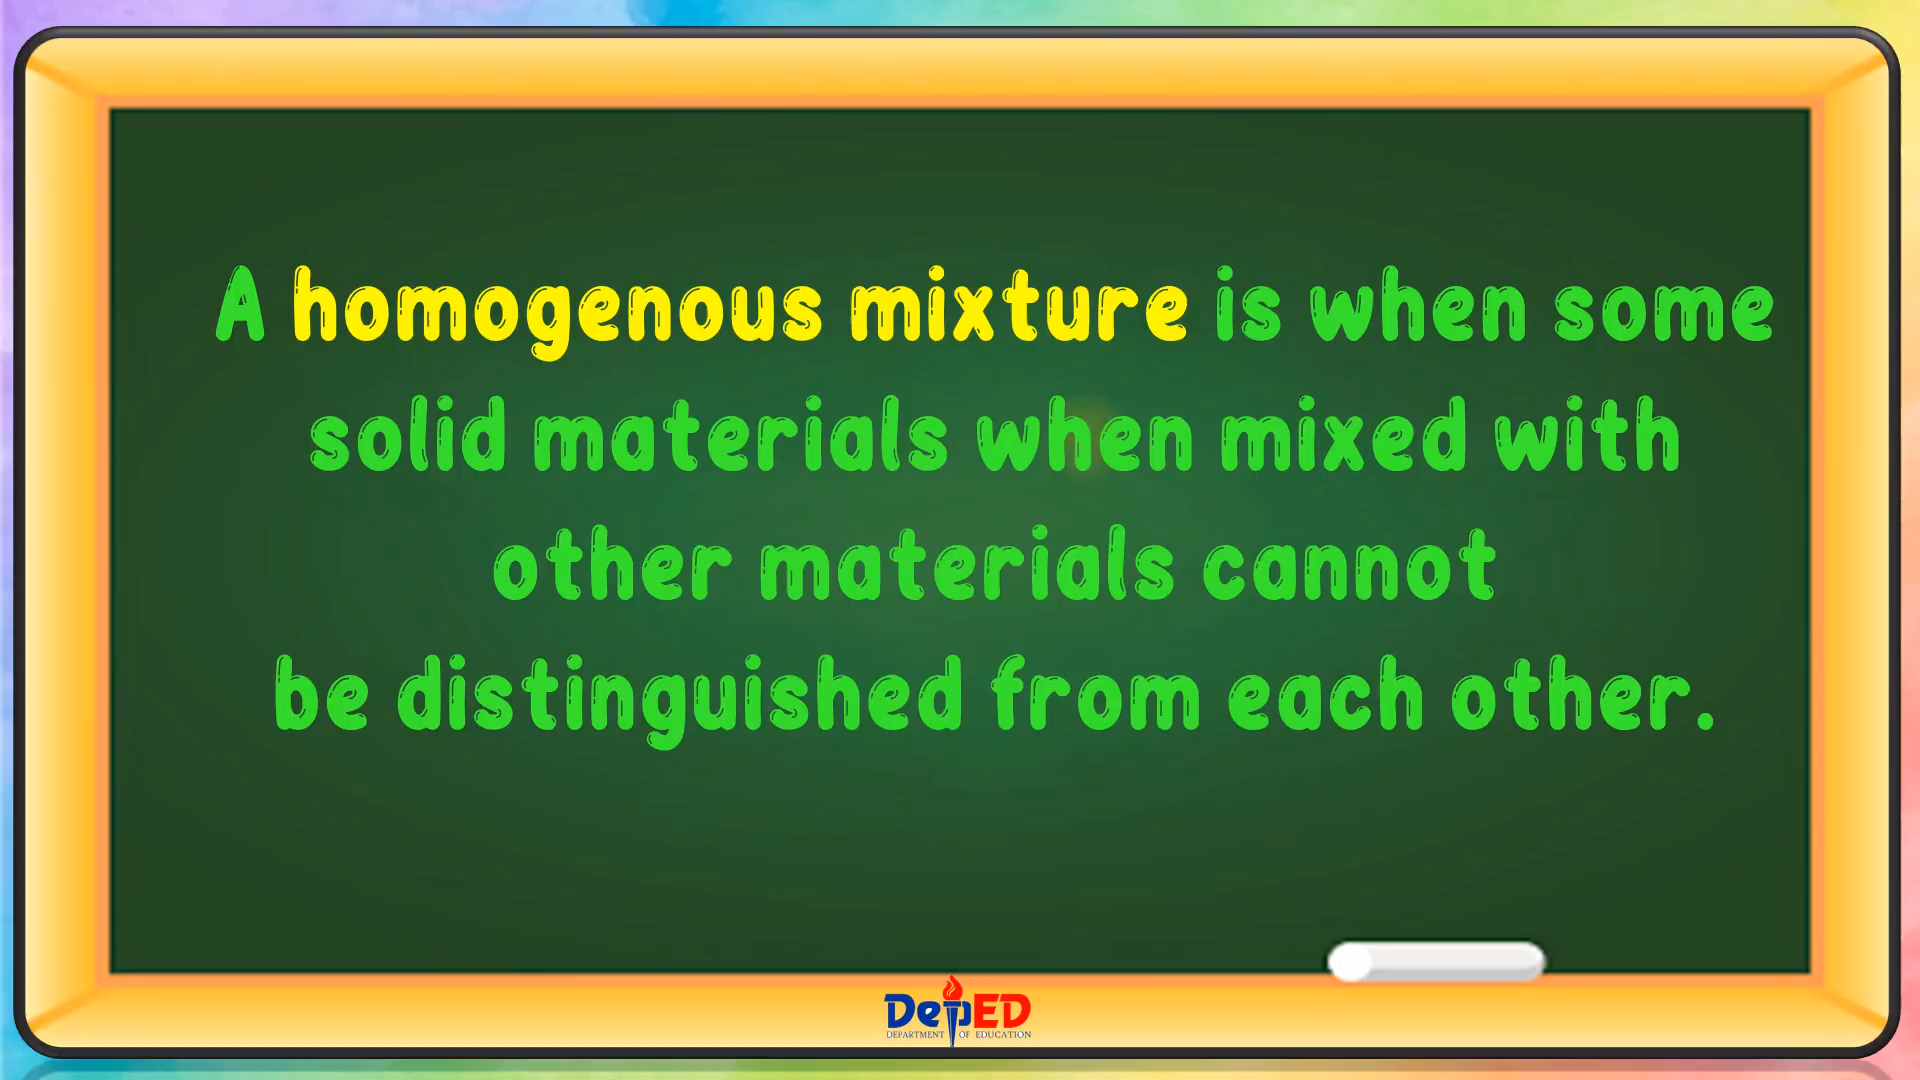 A homogenous mixture is when some
solid materials when mixed with
other materials cannot
be distinguished from each other.
DepED
DEPARTMENT OF EDUCATION